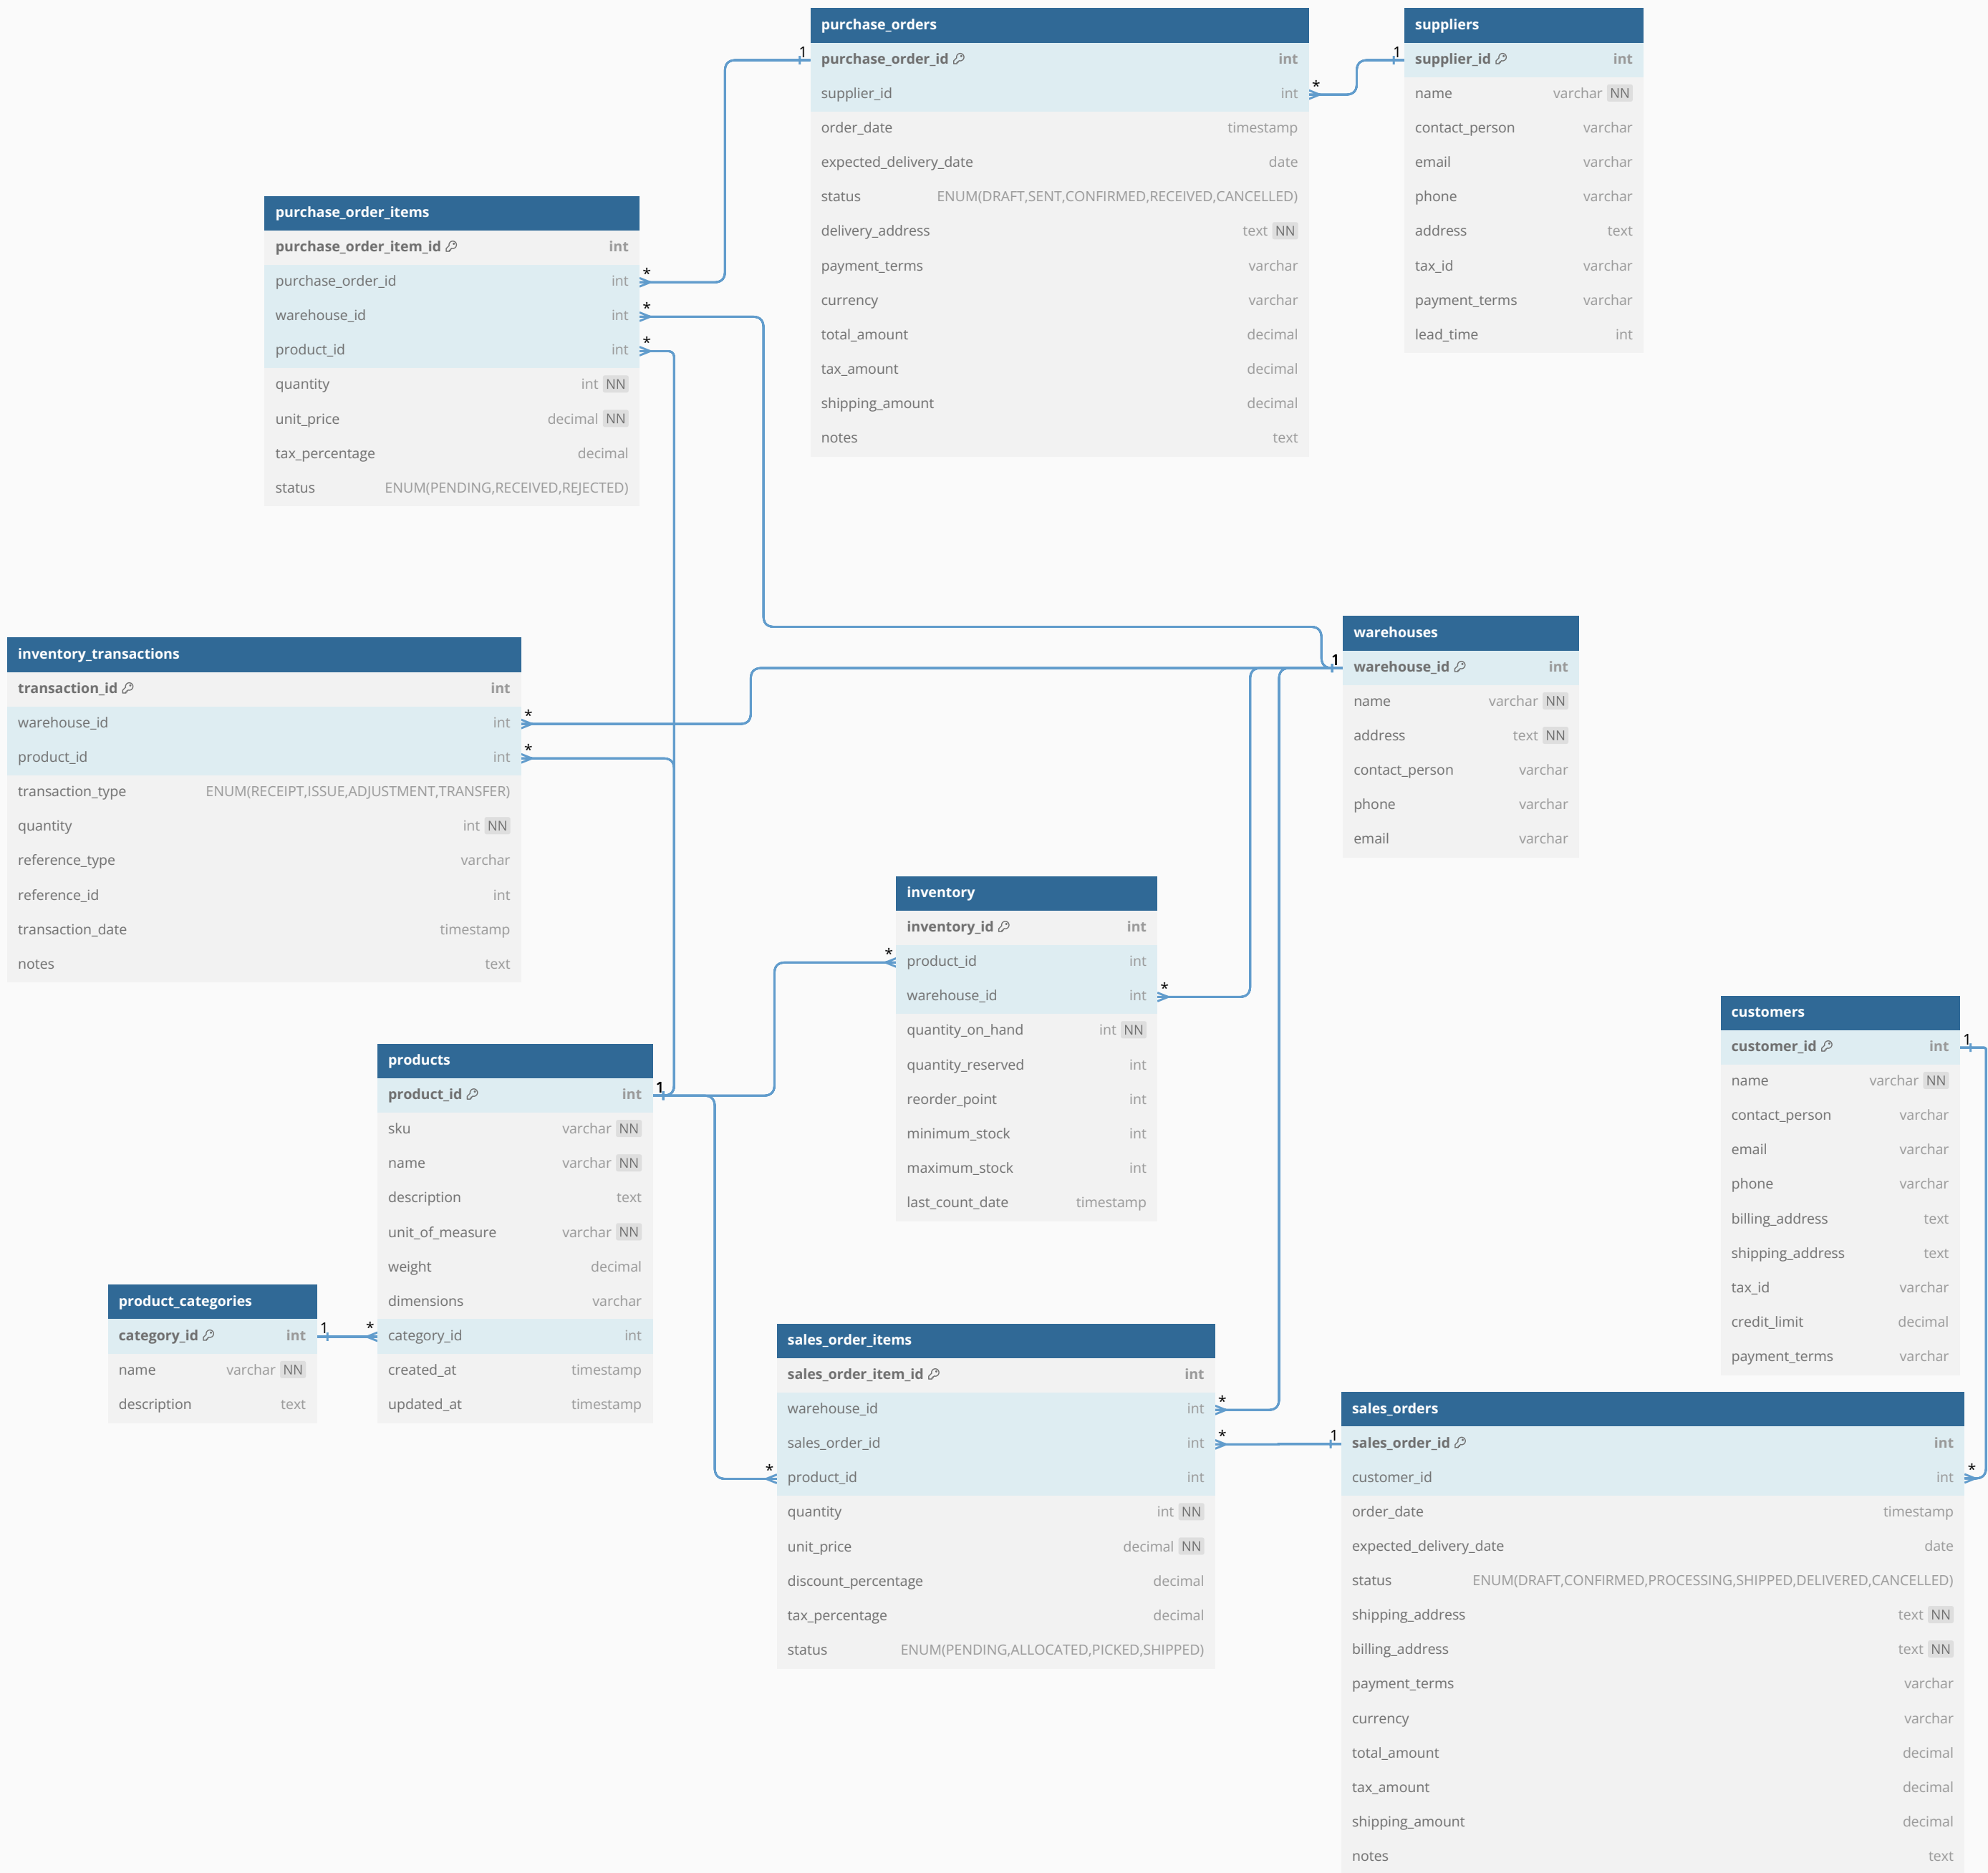 purchase_orders
purchase_order_id int
supplier_id int
order_date timestamp
expected_delivery_date date
status ENUM(DRAFT,SENT,CONFIRMED,RECEIVED,CANCELLED)
delivery_address text NN
payment_terms varchar
currency varchar
total_amount decimal
tax_amount decimal
shipping_amount decimal
notes text
1
*
suppliers
1
supplier_id int
name varchar NN
contact_person varchar
email varchar
phone varchar
address text
tax_id varchar
payment_terms varchar
lead_time int
purchase_order_items
purchase_order_item_id int
purchase_order_id int *
warehouse_id int *
product_id int *
quantity int NN
unit_price decimal NN
tax_percentage decimal
status ENUM(PENDING,RECEIVED,REJECTED)
inventory_transactions
transaction_id int
warehouse_id int *
product_id int *
transaction_type ENUM(RECEIPT,ISSUE,ADJUSTMENT,TRANSFER)
quantity int NN
reference_type varchar
reference_id int
transaction_date timestamp
notes text
warehouses
1 warehouse_id int
name varchar NN
address text NN
contact_person varchar
phone varchar
email varchar
inventory
inventory_id int
* product_id int
warehouse_id int *
quantity_on_hand int NN
quantity_reserved int
reorder_point int
minimum_stock int
maximum_stock int
last_count_date timestamp
customers
customer_id int 1
name varchar NN
contact_person varchar
email varchar
phone varchar
billing_address text
shipping_address text
tax_id varchar
credit_limit decimal
payment_terms varchar
products
product_id int 1
sku varchar NN
name varchar NN
description text
unit_of_measure varchar NN
weight decimal
dimensions varchar
* category_id int
created_at timestamp
updated_at timestamp
product_categories
category_id int 1
name varchar NN
description text
sales_order_items
sales_order_item_id int
warehouse_id int *
sales_order_id int *
* product_id int
quantity int NN
unit_price decimal NN
discount_percentage decimal
tax_percentage decimal
status ENUM(PENDING,ALLOCATED,PICKED,SHIPPED)
sales_orders
1 sales_order_id int
customer_id int *
order_date timestamp
expected_delivery_date date
status ENUM(DRAFT,CONFIRMED,PROCESSING,SHIPPED,DELIVERED,CANCELLED)
shipping_address text NN
billing_address text NN
payment_terms varchar
currency varchar
total_amount decimal
tax_amount decimal
shipping_amount decimal
notes text